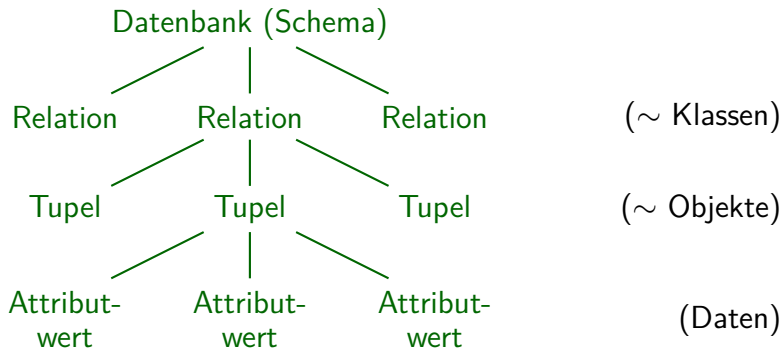 Datenbank (Schema)
Relation Relation Relation (∼ Klassen)
Tupel Tupel Tupel (∼ Objekte)
Attribut- Attribut- Attribut-
wert wert wert (Daten)